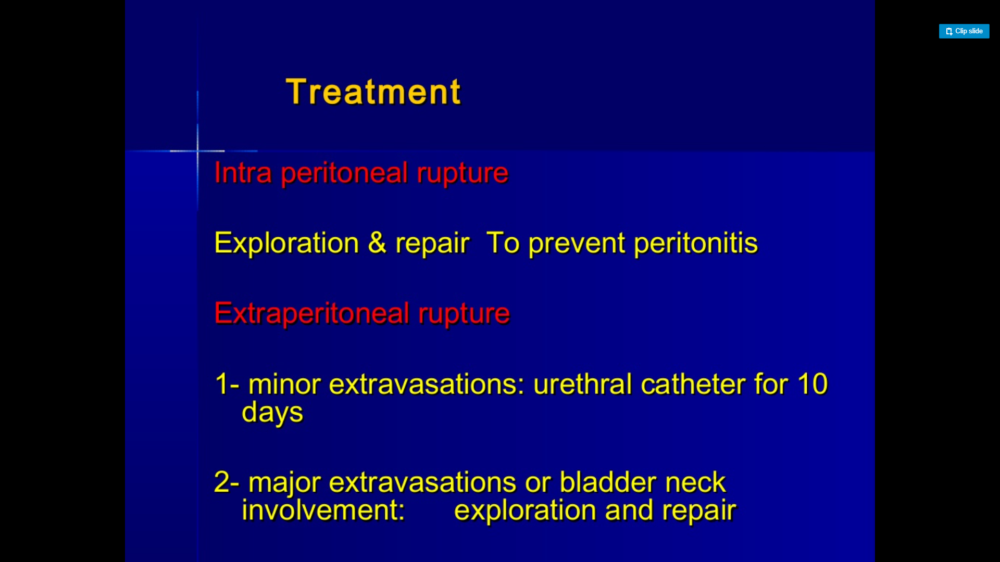 Clip slide
Treatment
Intra peritoneal rupture
Exploration & repair  To prevent peritonitis
Extraperitoneal rupture
1- minor extravasations: urethral catheter for 10
days
2- major extravasations or bladder neck
involvement:      exploration and repair